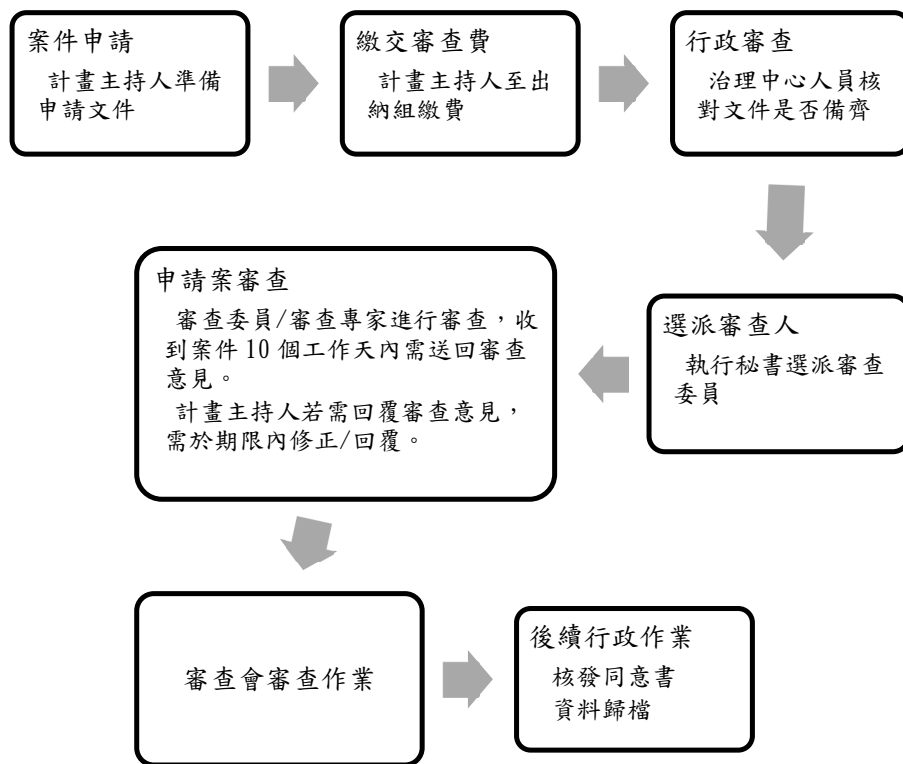 案件申請
計畫主持人準備
申請文件
繳交審查費
計畫主持人至出
納組繳費
行政審查
治理中心人員核
對文件是否備齊
選派審查人
執行秘書選派審查
委員
申請案審查
審查委員/審查專家進行審查，收
到案件 10 個工作天內需送回審查
意見。
計畫主持人若需回覆審查意見，
需於期限內修正/回覆。
審查會審查作業
後續行政作業
核發同意書
資料歸檔